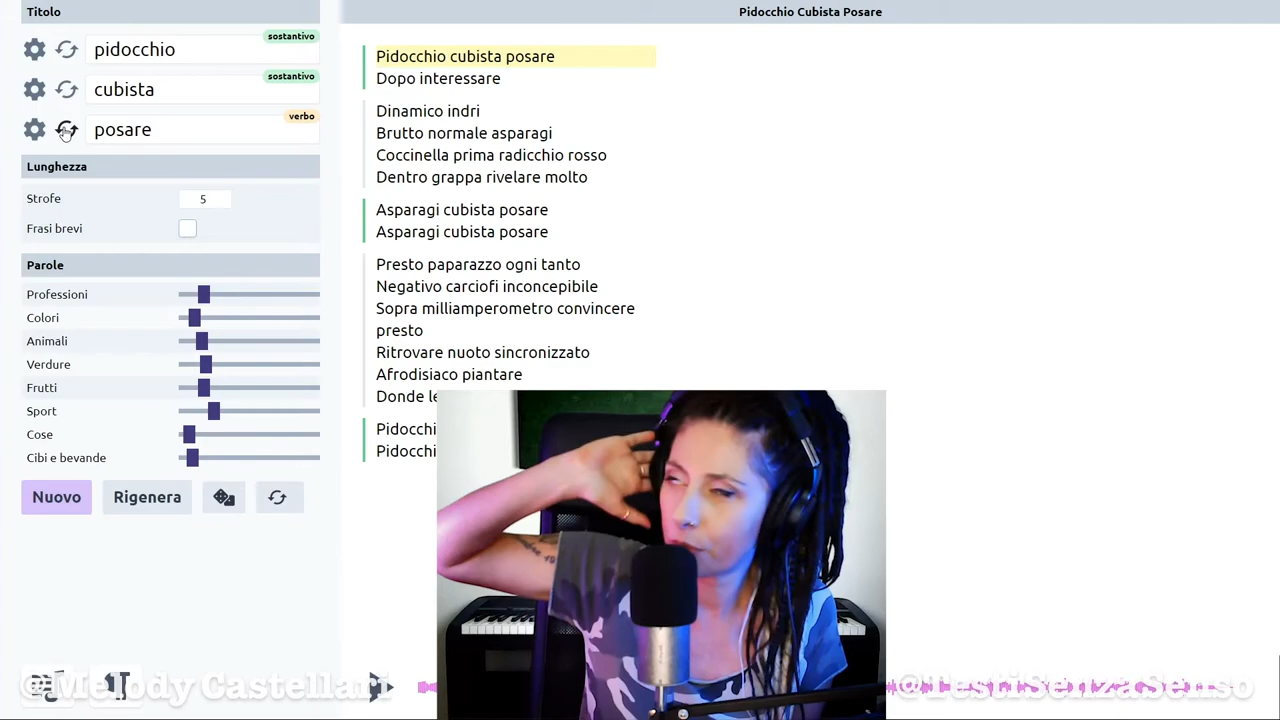 Titolo
pidocchio
sostantivo
cubista
sostantivo
posare
verbo
Lunghezza
Strofe
5
Frasi brevi
Parole
Professioni
Colori
Animali
Verdure
Frutti
Sport
Cose
Cibi e bevande
Nuovo
Rigenera
Pidocchio Cubista Posare
Pidocchio cubista posare
Dopo interessare
Dinamico indri
Brutto normale asparagi
Coccinella prima radicchio rosso
Dentro grappa rivelare molto
Asparagi cubista posare
Asparagi cubista posare
Presto paparazzo ogni tanto
Negativo carciofi inconcepibile
Sopra milliamperometro convincere
presto
Ritrovare nuoto sincronizzato
Afrodisiaco piantare
Donde
@MelodyCastellari
@TestiSenzaSenso